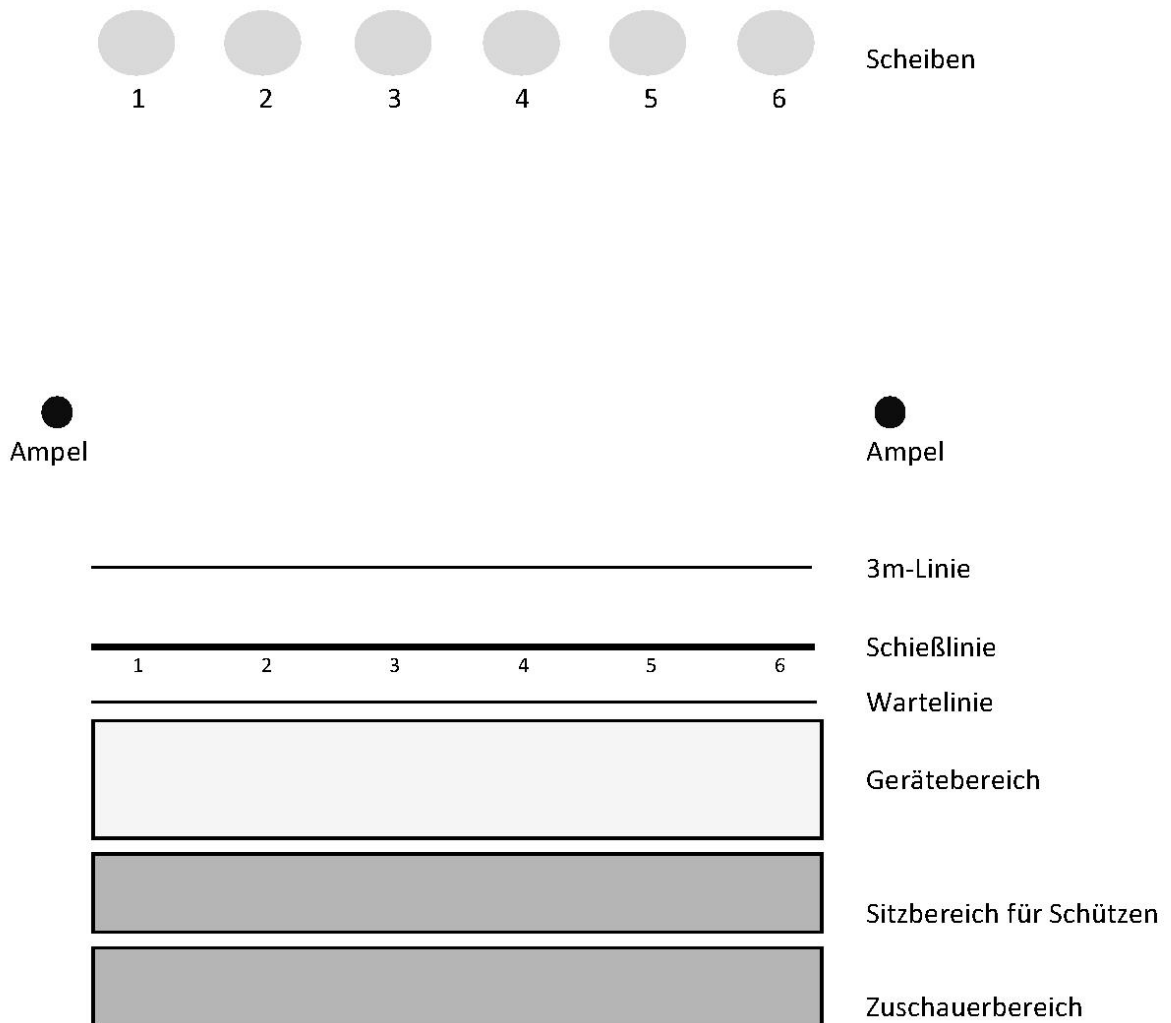 Scheiben
1 2 3 4 5 6
Ampel Ampel
3m-Linie
Schießlinie
1 2 3 4 5 6
Wartelinie
Gerätebereich
Sitzbereich für Schützen
Zuschauerbereich